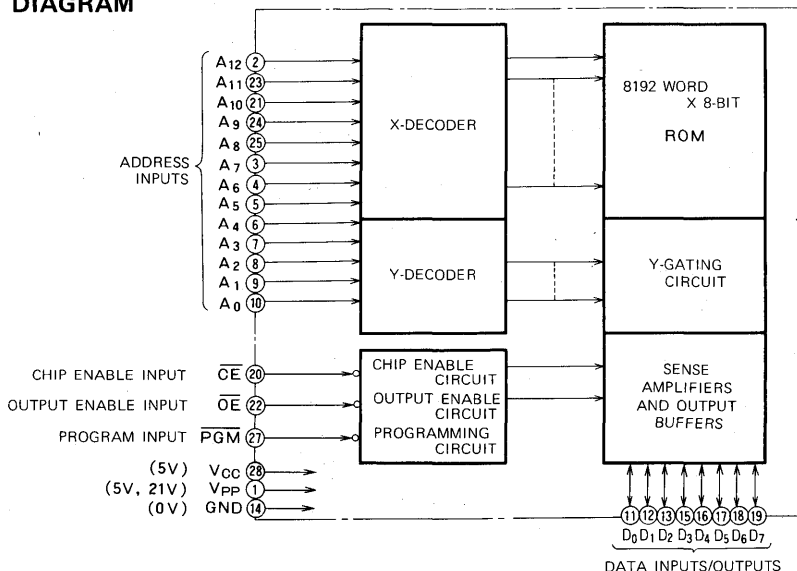 DIAGRAM
A12 2
A11 23
A10 21
A9 24
A8 25
A7 3
A6 4
A5 5
A4 6
A3 7
A2 8
A1 9
A0 10
ADDRESS
INPUTS
X-DECODER
Y-DECODER
8192 WORD
X 8-BIT
ROM
Y-GATING
CIRCUIT
CHIP ENABLE INPUT C̅E̅ 20
OUTPUT ENABLE INPUT O̅E̅ 22
PROGRAM INPUT P̅G̅M̅ 27
CHIP ENABLE
CIRCUIT
OUTPUT ENABLE
CIRCUIT
PROGRAMMING
CIRCUIT
SENSE
AMPLIFIERS
AND OUTPUT
BUFFERS
(5V) VCC 28
(5V, 21V) VPP 1
(0V) GND 14
11 12 13 15 16 17 18 19
D0 D1 D2 D3 D4 D5 D6 D7
DATA INPUTS/OUTPUTS